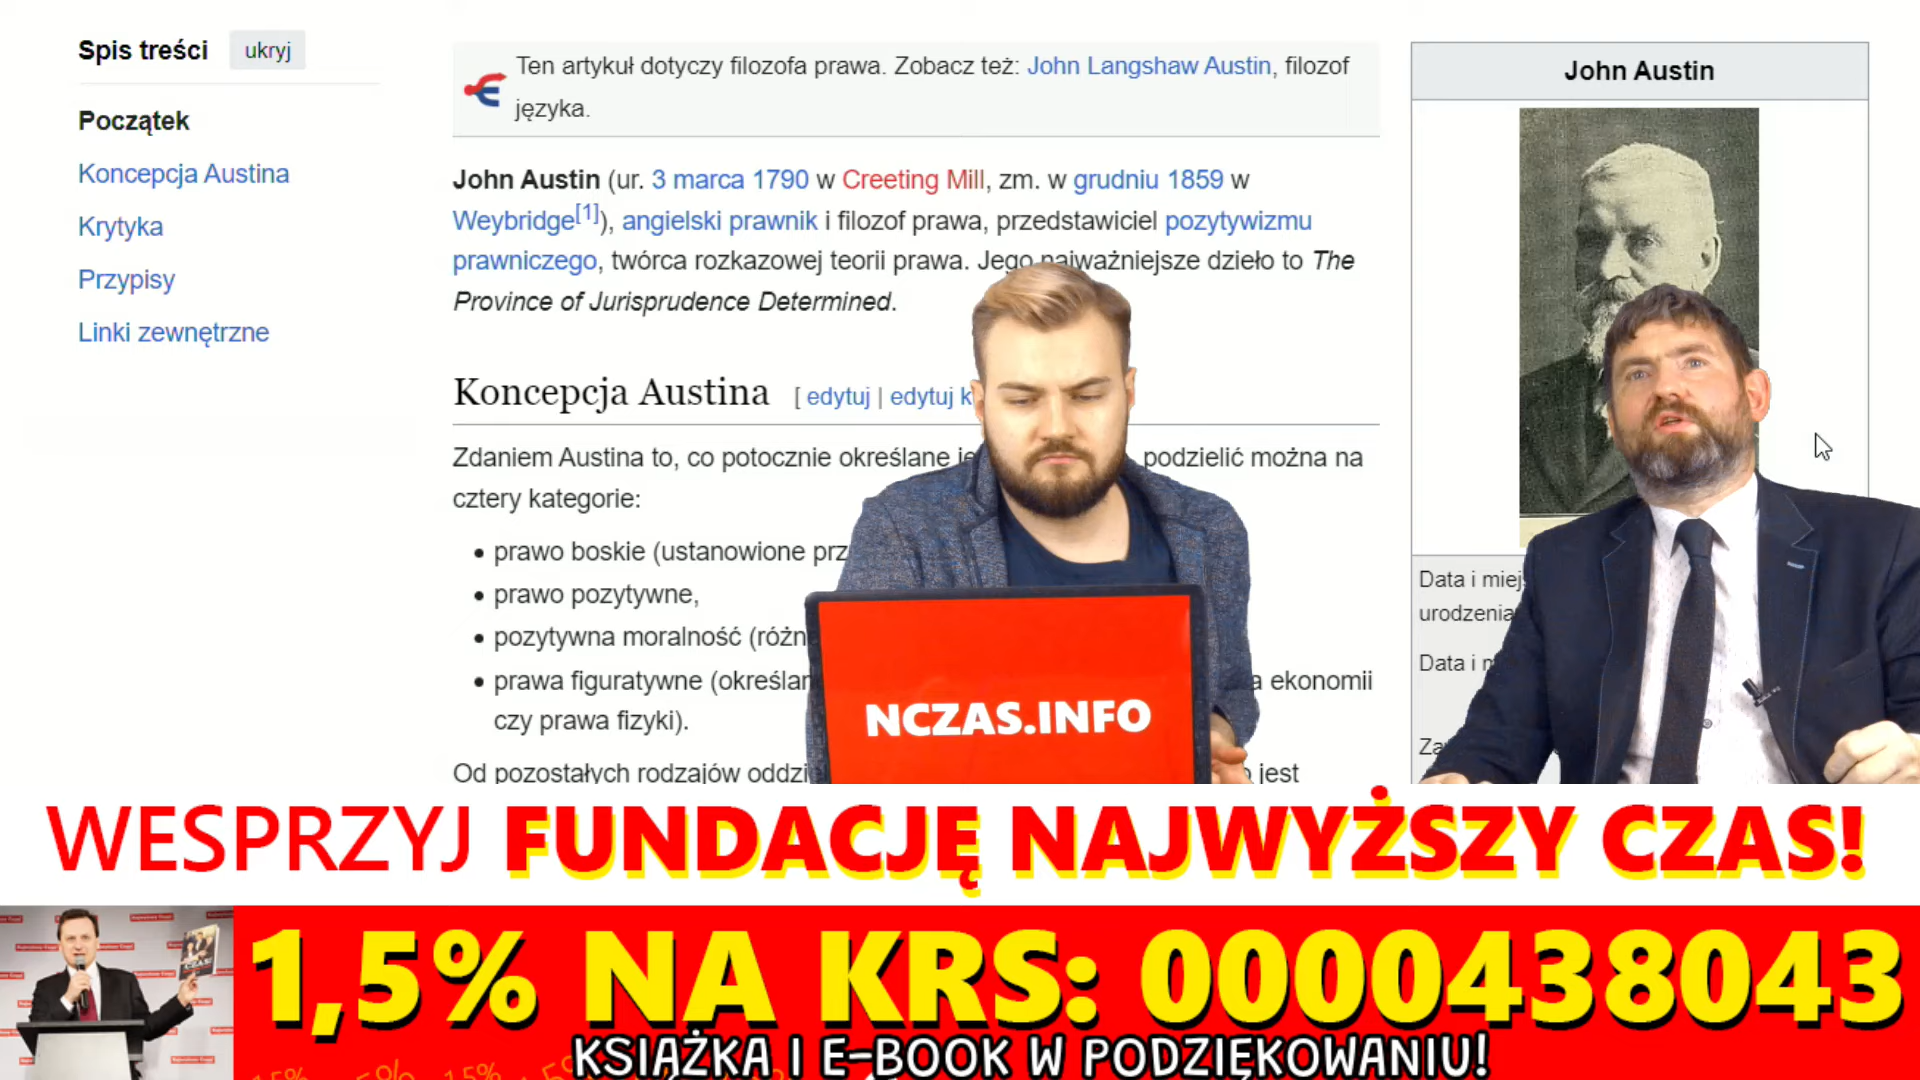 Spis treści ukryj
Początek
Koncepcja Austina
Krytyka
Przypisy
Linki zewnętrzne
Ten artykuł dotyczy filozofa prawa. Zobacz też: John Langshaw Austin, filozof
języka.
John Austin (ur. 3 marca 1790 w Creeting Mill, zm. w grudniu 1859 w
Weybridge[1]), angielski prawnik i filozof prawa, przedstawiciel pozytywizmu
prawniczego, twórca rozkazowej teorii prawa. Jego najważniejsze dzieło to The
Province of Jurisprudence Determined.
Koncepcja Austina [ edytuj | edytuj k
Zdaniem Austina to, co potocznie określane podzielić można na
cztery kategorie:
• prawo boskie (ustanowione
• prawo pozytywne,
• pozytywna moralność
• prawa figuratywne ekonomii
czy prawa fizyki).
Od pozostałych rodzajów jest
John Austin
Data i
urodzenia
Data i
NCZAS.INFO
WESPRZYJ FUNDACJĘ NAJWYŻSZY CZAS!
1,5% NA KRS: 0000438043
KSIĄŻKA I E-BOOK W PODZIĘKOWANIU!